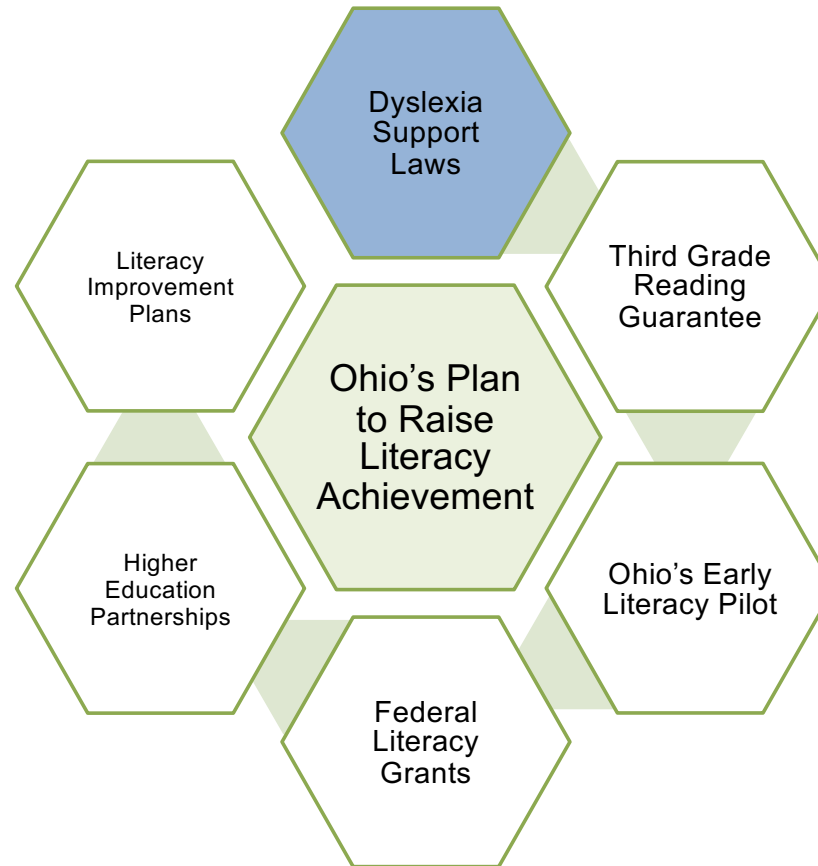 Dyslexia
Support
Laws
Third Grade
Reading
Guarantee
Ohio’s Early
Literacy Pilot
Federal
Literacy
Grants
Higher
Education
Partnerships
Literacy
Improvement
Plans
Ohio’s Plan
to Raise
Literacy
Achievement